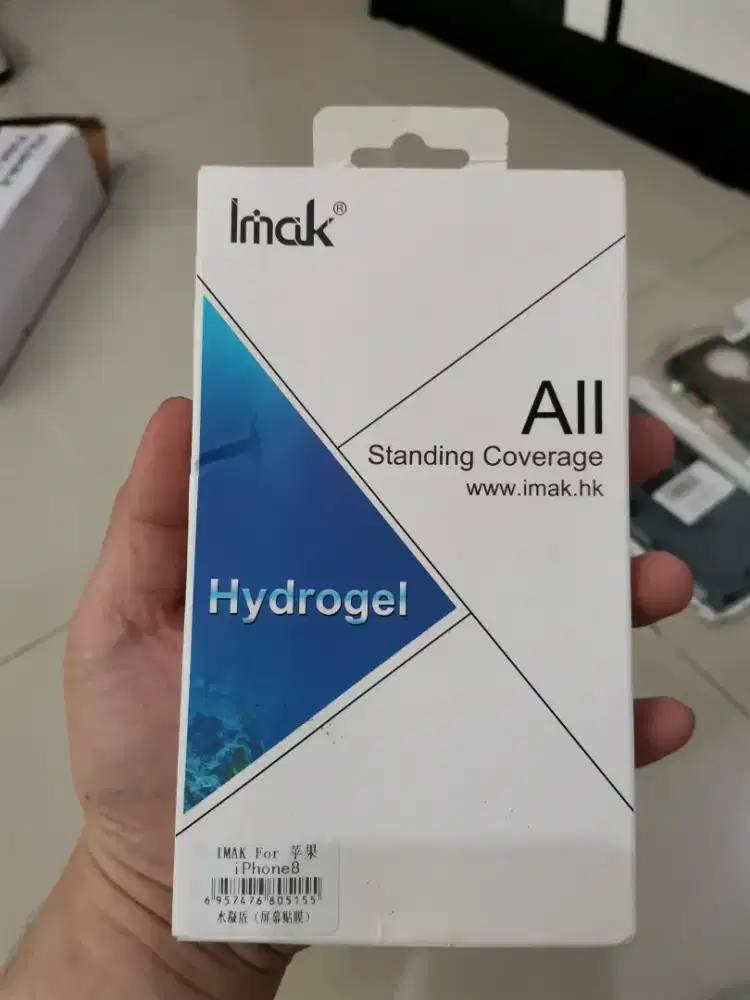 Imak®
All
Standing Coverage
www.imak.hk
Hydrogel
IMAK For 苹果
iPhone8
6 957476 805155
水凝盾（屏幕贴膜）